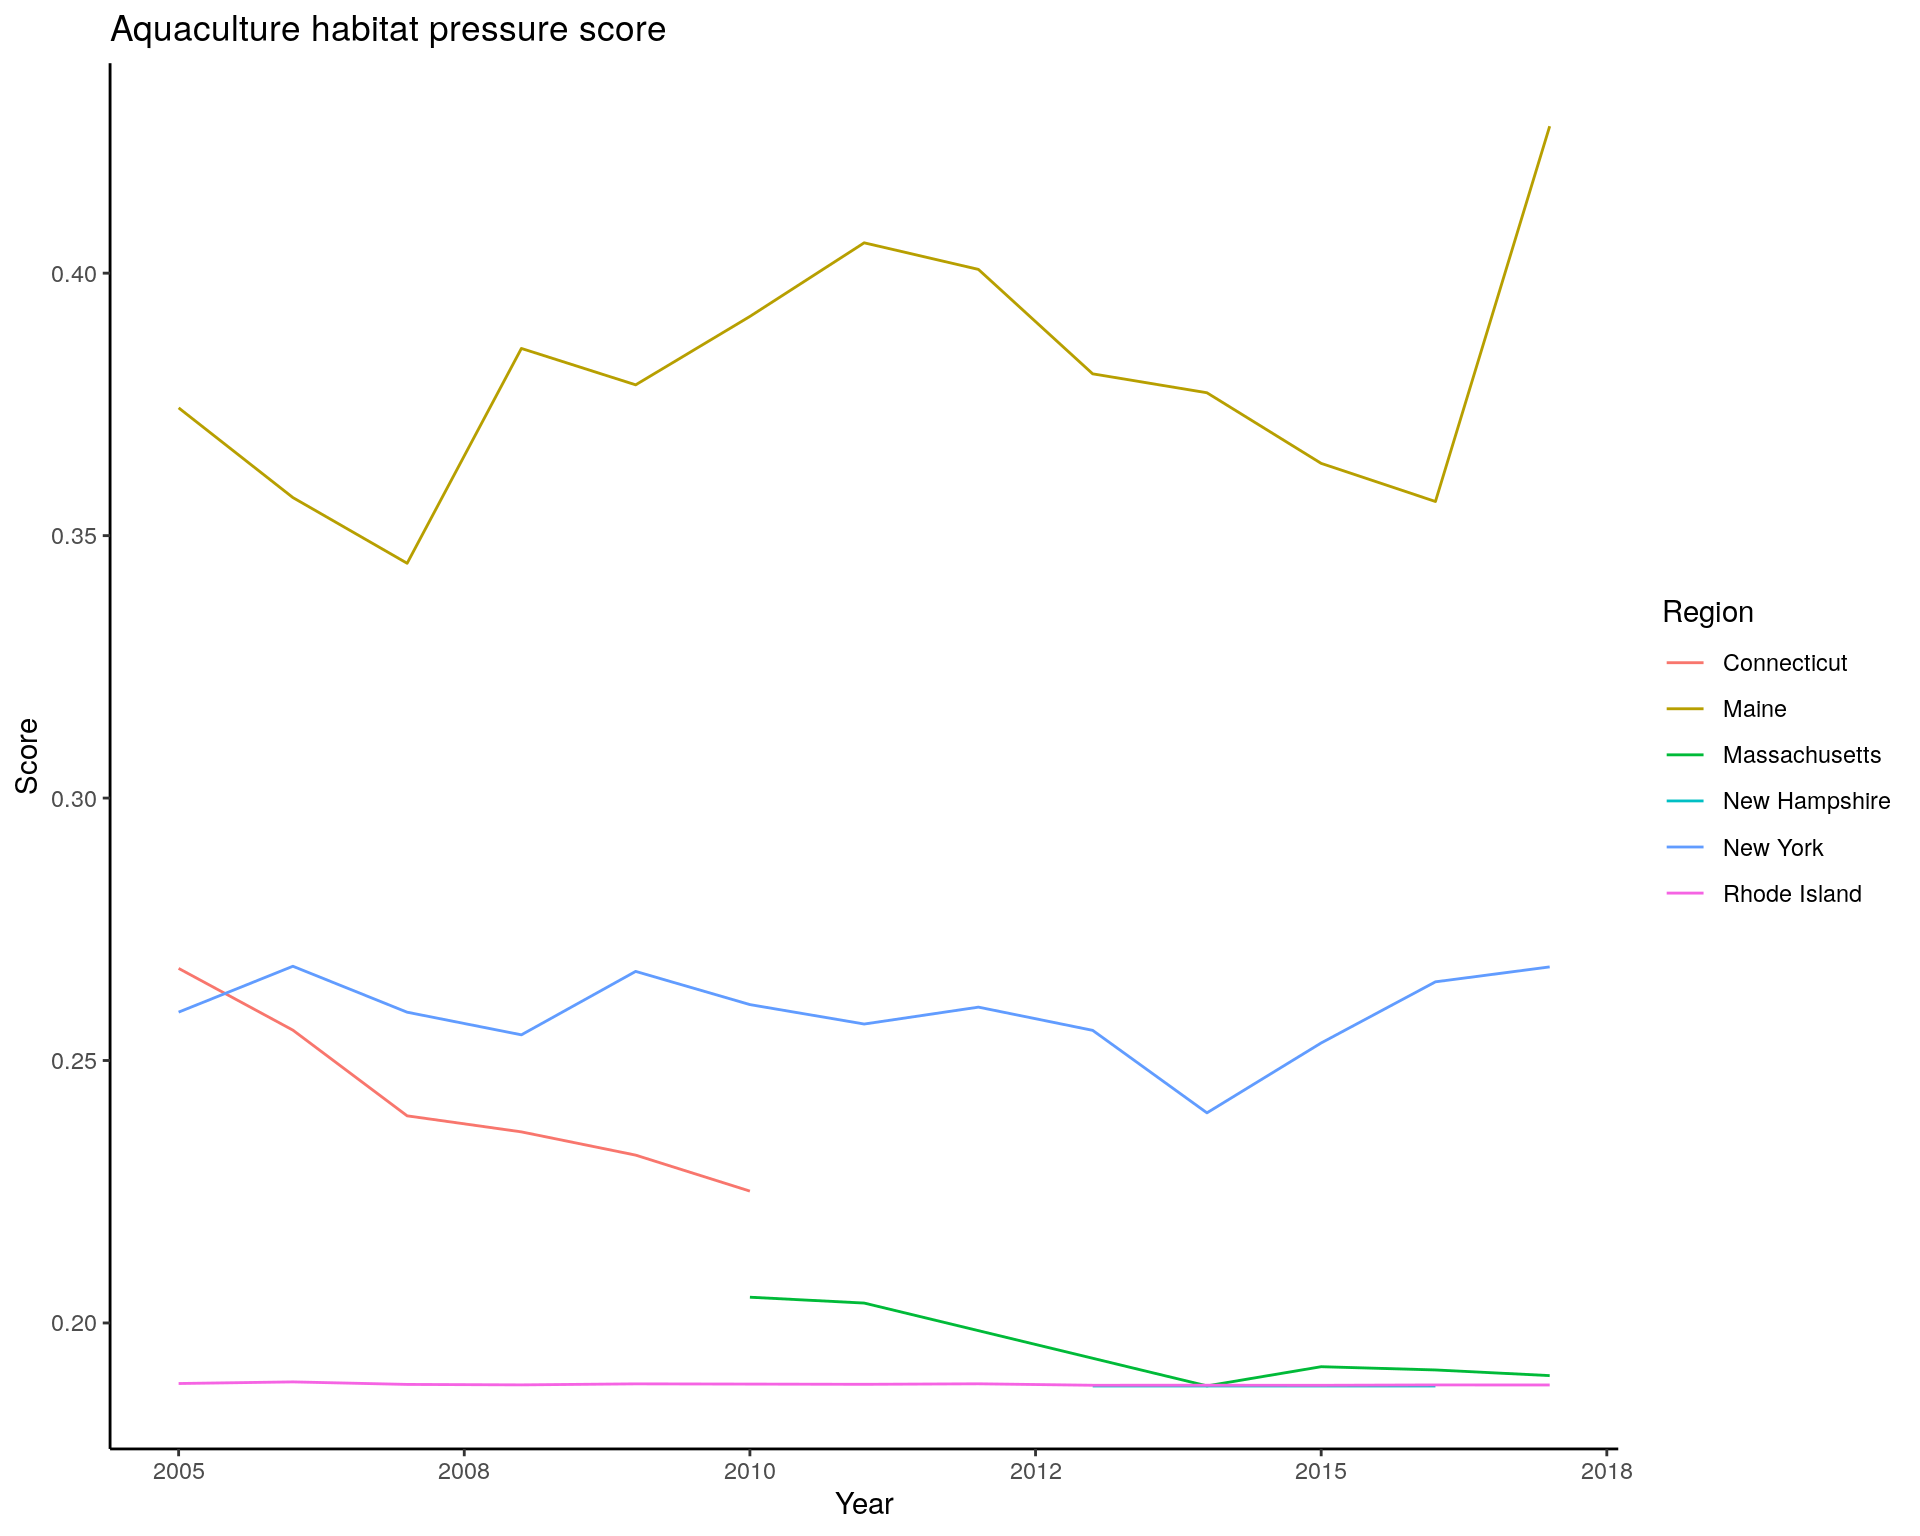 Aquaculture habitat pressure score
0.40
0.35
0.30
0.25
0.20
Score
2005 2008 2010 2012 2015 2018
Year
Region
Connecticut
Maine
Massachusetts
New Hampshire
New York
Rhode Island